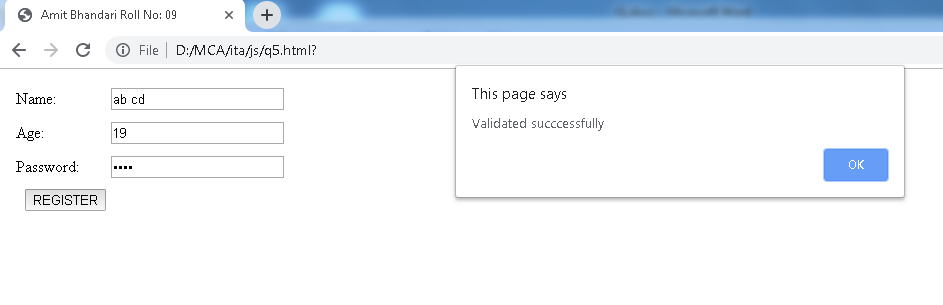 Amit Bhandari Roll No: 09
File | D:/MCA/ita/js/q5.html?
This page says
Validated succcessfully
OK
Name: ab cd
Age: 19
Password: ••••
REGISTER